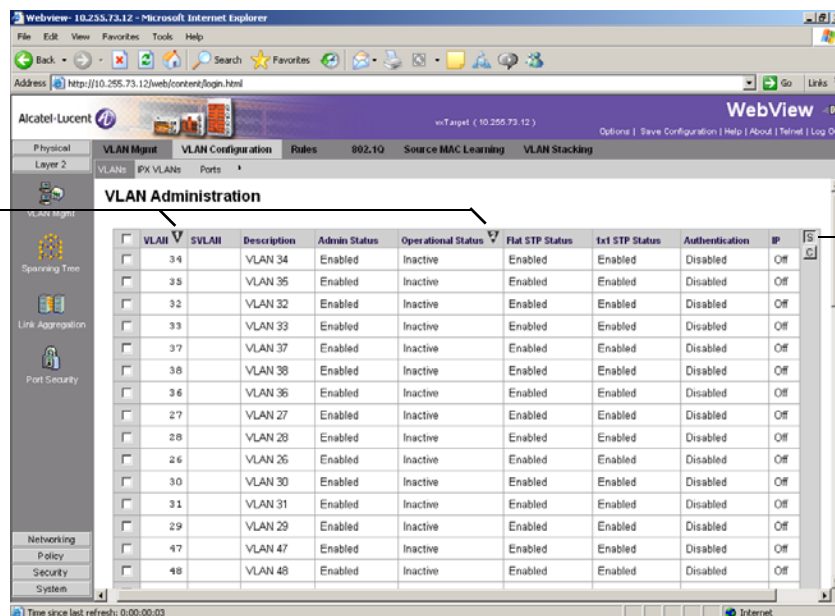 Webview- 10.255.73.12 - Microsoft Internet Explorer
File Edit View Favorites Tools Help
Back Search Favorites
Address http://10.255.73.12/web/content/login.html Go Links
Alcatel-Lucent vxTarget ( 10.255.73.12 ) WebView
Options | Save Configuration | Help | About | Telnet | Log O
Physical VLAN Mgmt VLAN Configuration Rules 802.1Q Source MAC Learning VLAN Stacking
Layer 2 VLANs IPX VLANs Ports
VLAN Administration
VLAN Mgmt
VLAN SVLAN Description Admin Status Operational Status Flat STP Status 1x1 STP Status Authentication IP S
34 VLAN 34 Enabled Inactive Enabled Enabled Disabled Off C
Spanning Tree
35 VLAN 35 Enabled Inactive Enabled Enabled Disabled Off
32 VLAN 32 Enabled Inactive Enabled Enabled Disabled Off
Link Aggregation
33 VLAN 33 Enabled Inactive Enabled Enabled Disabled Off
37 VLAN 37 Enabled Inactive Enabled Enabled Disabled Off
Port Security
38 VLAN 38 Enabled Inactive Enabled Enabled Disabled Off
36 VLAN 36 Enabled Inactive Enabled Enabled Disabled Off
27 VLAN 27 Enabled Inactive Enabled Enabled Disabled Off
28 VLAN 28 Enabled Inactive Enabled Enabled Disabled Off
26 VLAN 26 Enabled Inactive Enabled Enabled Disabled Off
30 VLAN 30 Enabled Inactive Enabled Enabled Disabled Off
31 VLAN 31 Enabled Inactive Enabled Enabled Disabled Off
29 VLAN 29 Enabled Inactive Enabled Enabled Disabled Off
Networking
47 VLAN 47 Enabled Inactive Enabled Enabled Disabled Off
Policy
Security
48 VLAN 48 Enabled Inactive Enabled Enabled Disabled Off
System
Time since last refresh: 0:00:00:03 Internet